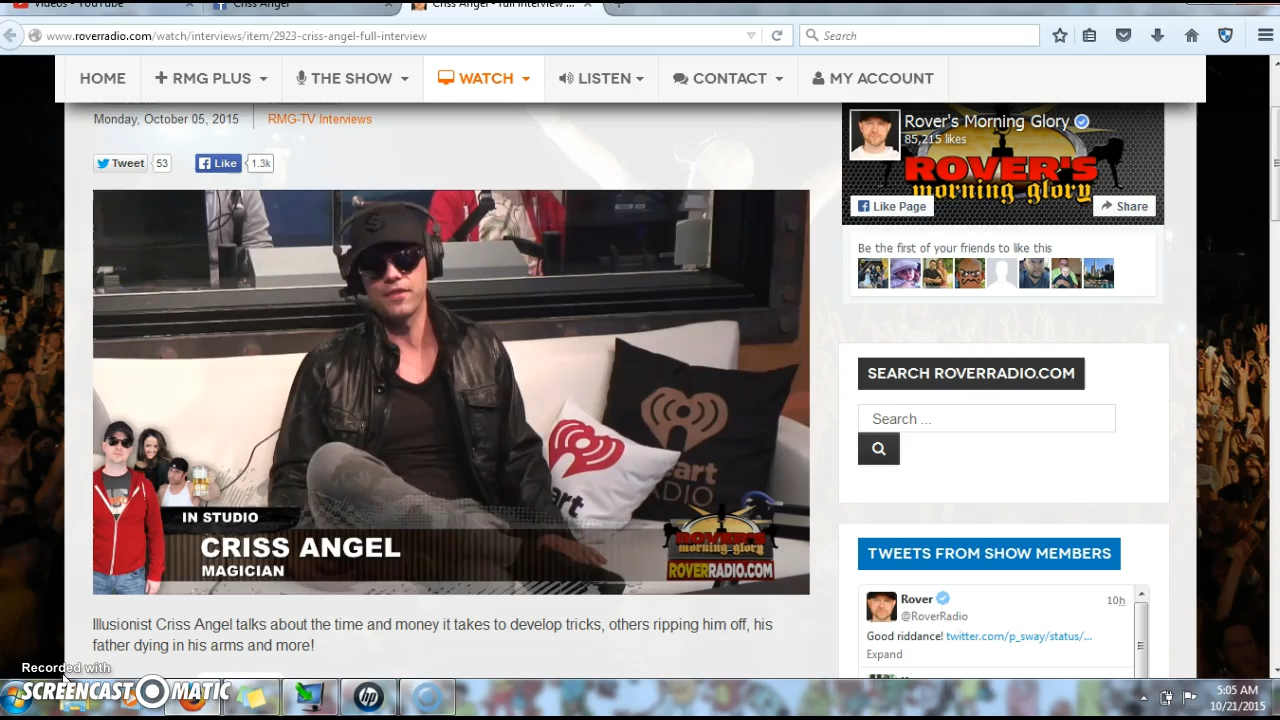 Videos - YouTube
Criss Angel
Criss Angel - full interview ...
www.roverradio.com/watch/interviews/item/2923-criss-angel-full-interview
Search
HOME
RMG PLUS
THE SHOW
WATCH
LISTEN
CONTACT
MY ACCOUNT
Monday, October 05, 2015
RMG-TV Interviews
Tweet
53
Like
1.3k
IN STUDIO
CRISS ANGEL
MAGICIAN
ROVER'S
morning glory
ROVERRADIO.COM
Illusionist Criss Angel talks about the time and money it takes to develop tricks, others ripping him off, his
father dying in his arms and more!
Rover's Morning Glory
85,215 likes
ROVER'S
morning glory
Like Page
Share
Be the first of your friends to like this
SEARCH ROVERRADIO.COM
Search ...
TWEETS FROM SHOW MEMBERS
Rover
10h
@RoverRadio
Good riddance! twitter.com/p_sway/status/...
Expand
Recorded with
SCREENCAST MATIC
hp
5:05 AM
10/21/2015